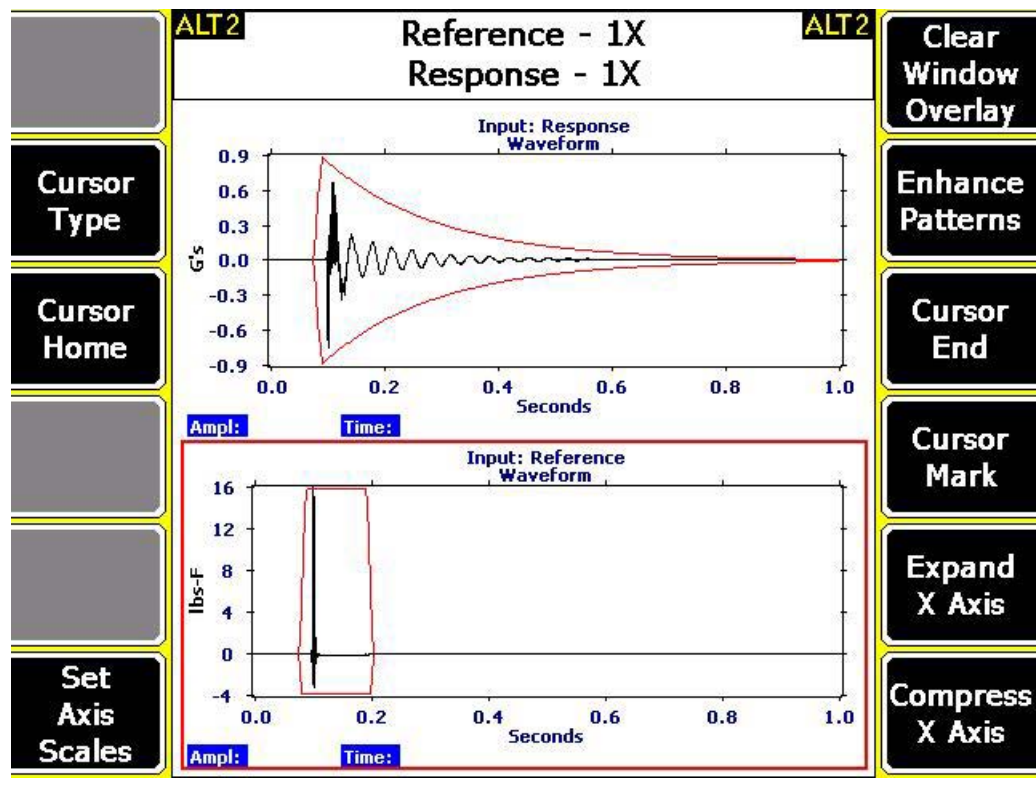 ALT2
Reference - 1X
Response - 1X
ALT2
Cursor
Type
Cursor
Home
Set
Axis
Scales
Input: Response
Waveform
G's
0.9
0.6
0.3
0.0
-0.3
-0.6
-0.9
0.0 0.2 0.4 0.6 0.8 1.0
Seconds
Ampl: Time:
Input: Reference
Waveform
lbs-F
16
12
8
4
0
-4
0.0 0.2 0.4 0.6 0.8 1.0
Seconds
Ampl: Time:
Clear
Window
Overlay
Enhance
Patterns
Cursor
End
Cursor
Mark
Expand
X Axis
Compress
X Axis